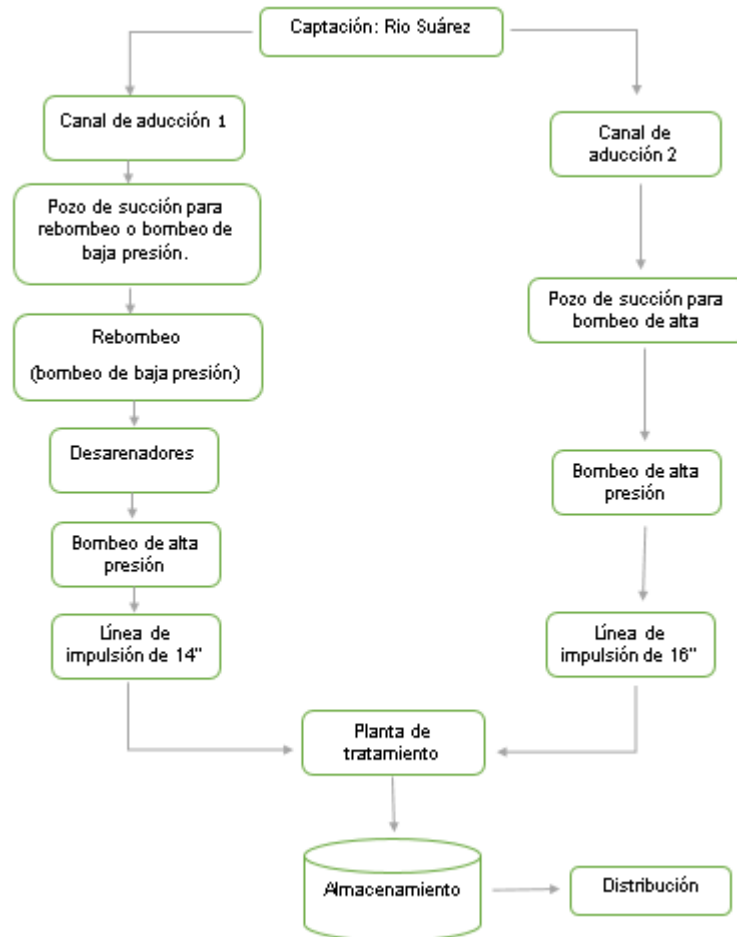 Captación: Rio Suárez
Canal de aducción 1
Pozo de succión para
rebombeo o bombeo de
baja presión.
Rebombeo
(bombeo de baja presión)
Desarenadores
Bombeo de alta
presión
Línea de
impulsión de 14"
Canal de
aducción 2
Pozo de succión para
bombeo de alta
Bombeo de alta
presión
Línea de
impulsión de 16"
Planta de
tratamiento
Almacenamiento
Distribución